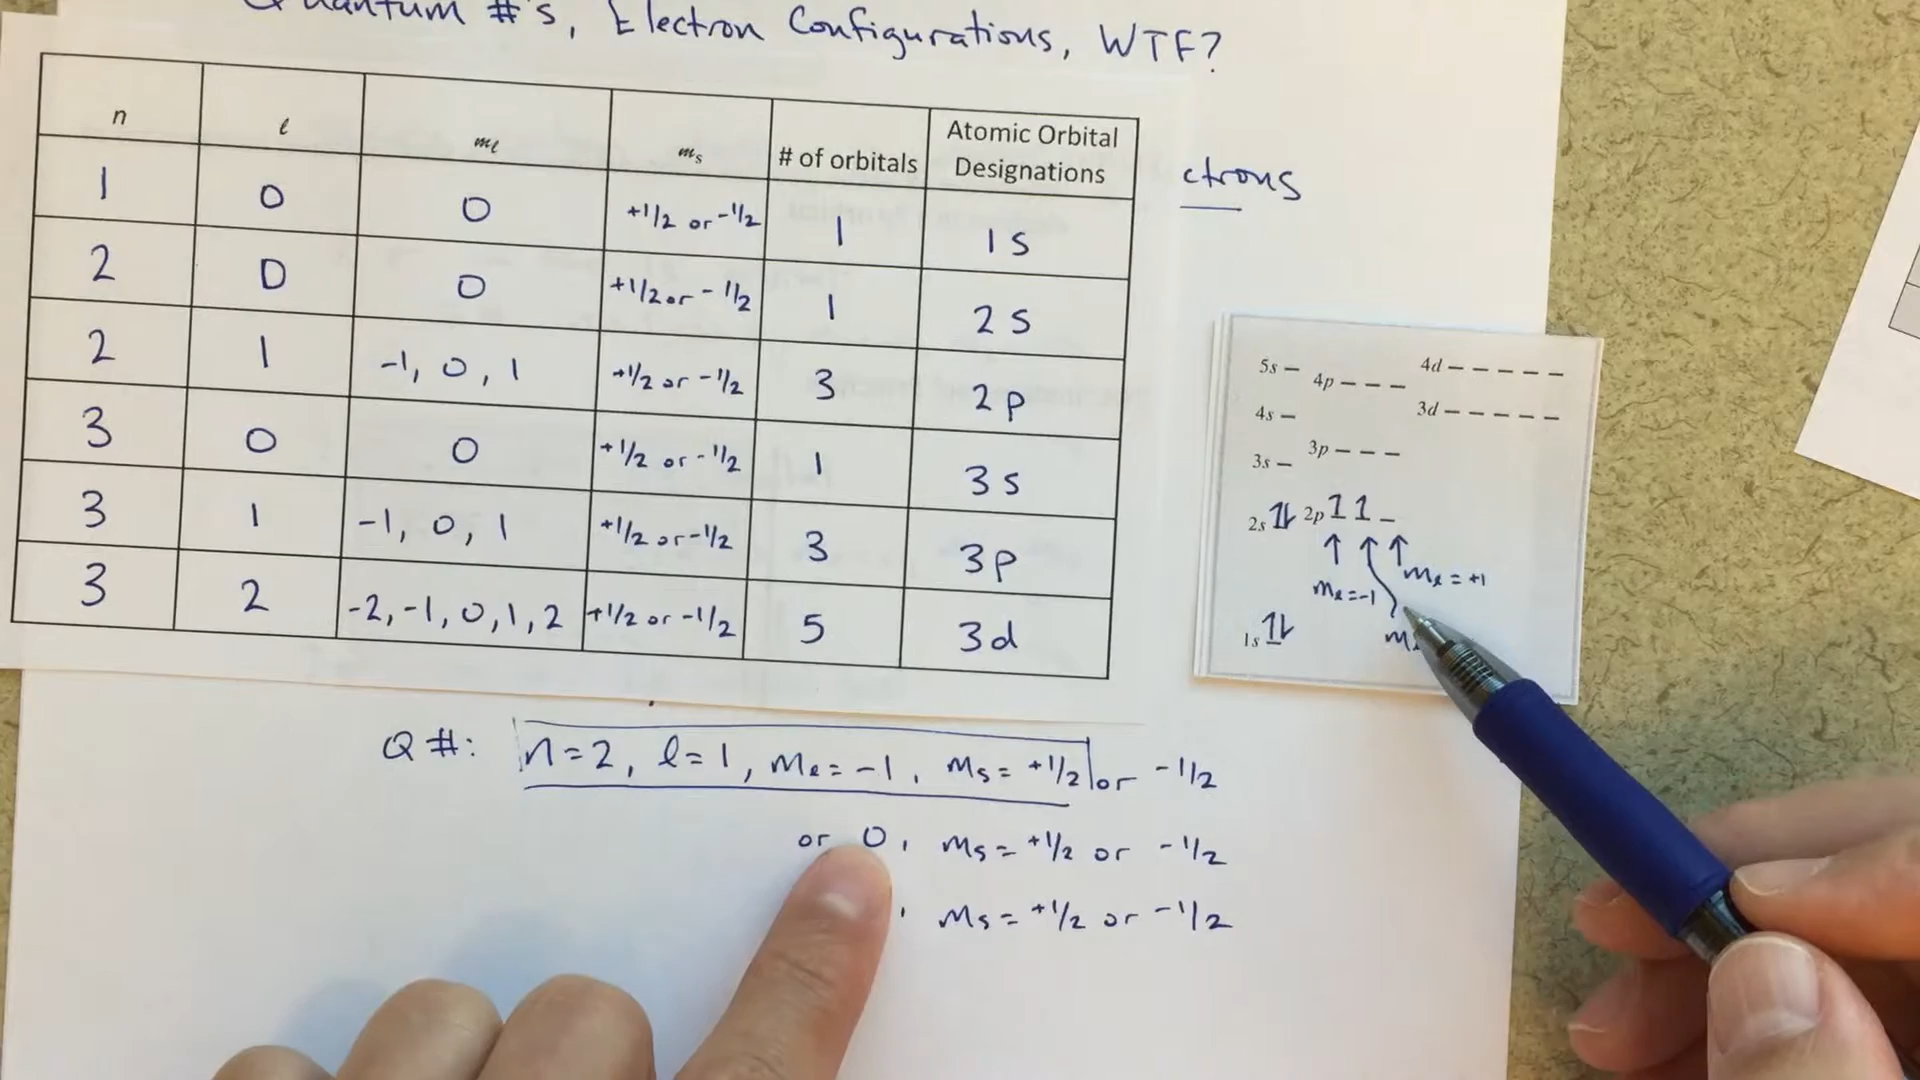 Quantum #'s, Electron Configurations, WTF?
n ℓ mℓ ms # of orbitals Atomic Orbital Designations
1 0 0 +1/2 or -1/2 1 1s
2 0 0 +1/2 or -1/2 1 2s
2 1 -1, 0, 1 +1/2 or -1/2 3 2p
3 0 0 +1/2 or -1/2 1 3s
3 1 -1, 0, 1 +1/2 or -1/2 3 3p
3 2 -2, -1, 0, 1, 2 +1/2 or -1/2 5 3d
ctrons
5s 4p 4d
4s 3d
3s 3p
2s ↑↓ 2p ↑ ↑
↑ ↑ ↑
mℓ = -1 mℓ = +1
1s ↑↓ m
Q #: n = 2, ℓ = 1, mℓ = -1, ms = +1/2 or -1/2
or 0, ms = +1/2 or -1/2
, ms = +1/2 or -1/2